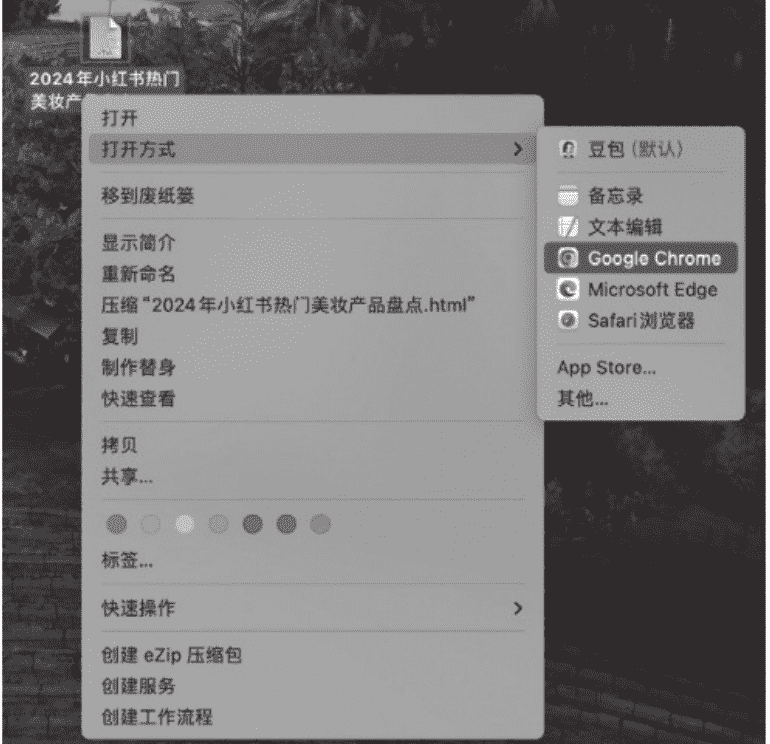 2024年小红书热门
美妆产
打开
打开方式
移到废纸篓
显示简介
重新命名
压缩“2024年小红书热门美妆产品盘点.html”
复制
制作替身
快速查看
拷贝
共享...
标签...
快速操作
创建 eZip 压缩包
创建服务
创建工作流程
豆包 (默认)
备忘录
文本编辑
Google Chrome
Microsoft Edge
Safari浏览器
App Store...
其他...